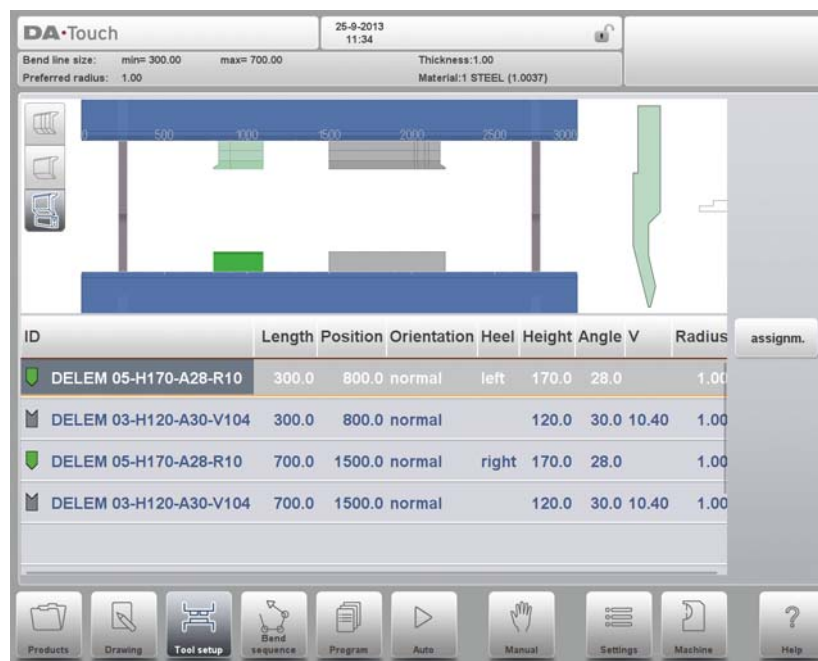 DA·Touch
25-9-2013
11:34
Bend line size: min= 300.00 max= 700.00 Thickness:1.00
Preferred radius: 1.00 Material:1 STEEL (1.0037)
0 500 1000 1500 2000 2500 3000
ID Length Position Orientation Heel Height Angle V Radius
assignm.
DELEM 05-H170-A28-R10 300.0 800.0 normal left 170.0 28.0 1.00
DELEM 03-H120-A30-V104 300.0 800.0 normal 120.0 30.0 10.40 1.00
DELEM 05-H170-A28-R10 700.0 1500.0 normal right 170.0 28.0 1.00
DELEM 03-H120-A30-V104 700.0 1500.0 normal 120.0 30.0 10.40 1.00
Products Drawing Tool setup Bend sequence Program Auto Manual Settings Machine Help